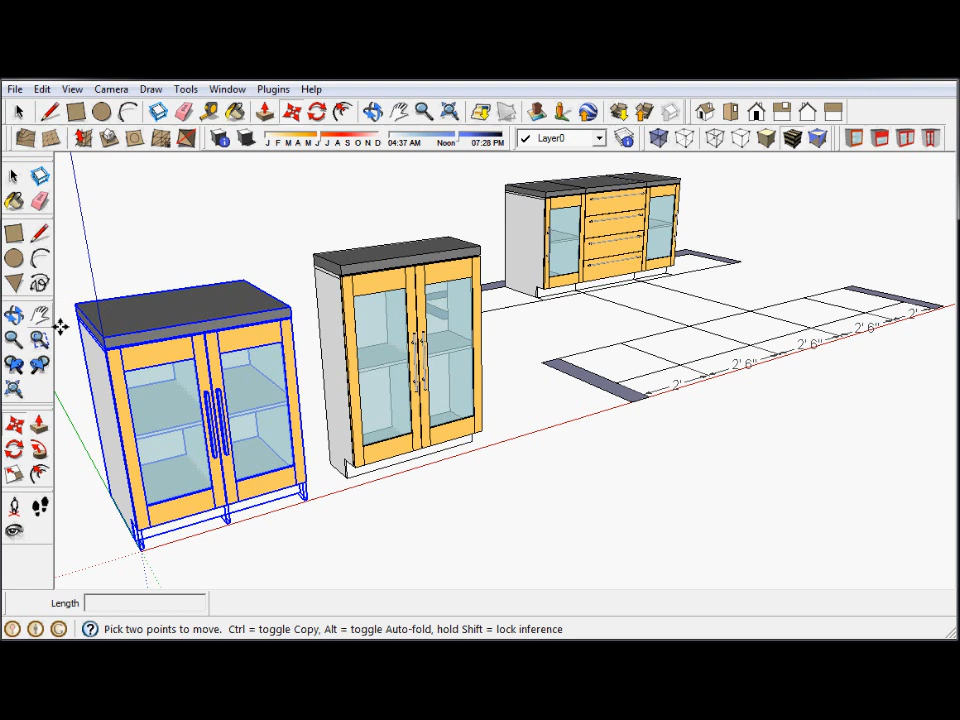 File Edit View Camera Draw Tools Window Plugins Help
J F M A M J J A S O N D 04:37 AM Noon 07:28 PM Layer0
2'
2' 6"
2' 6"
2' 6"
2'
Length
Pick two points to move. Ctrl = toggle Copy, Alt = toggle Auto-fold, hold Shift = lock inference